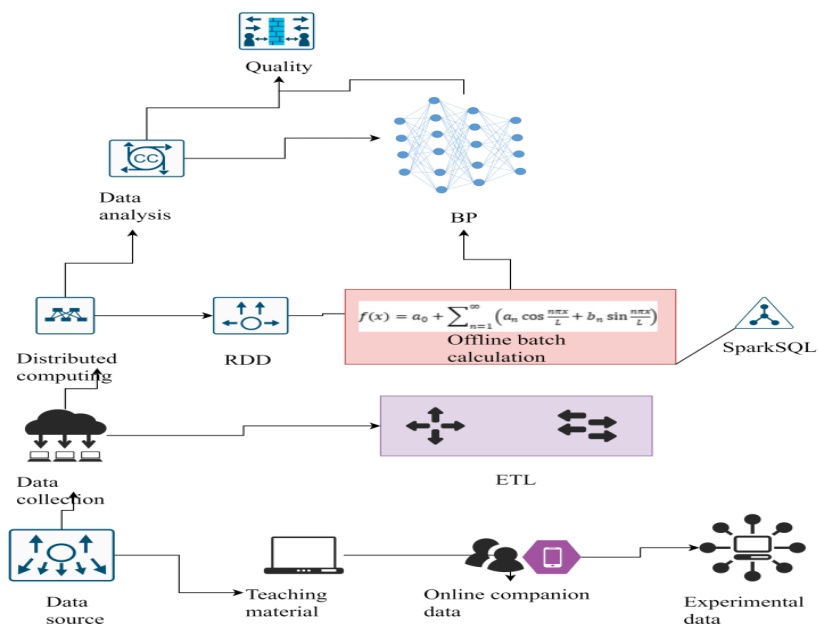 Quality
CC
Data
analysis
BP
f(x) = a₀ + ∑_{n=1}^{∞} (aₙ cos nπx/L + bₙ sin nπx/L)
Offline batch
calculation
SparkSQL
Distributed
computing
RDD
Data
collection
ETL
Data
source
Teaching
material
Online companion
data
Experimental
data